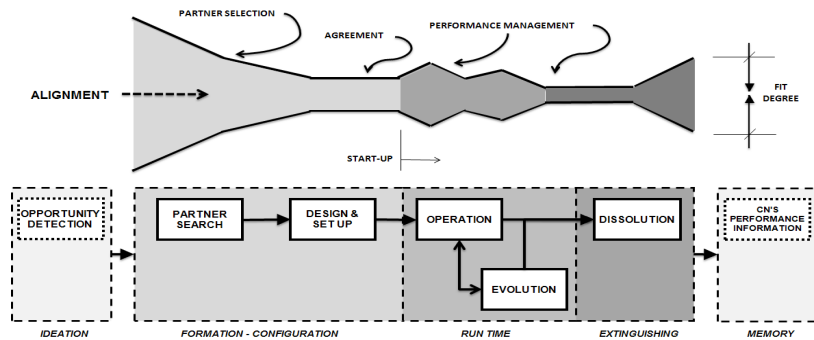 PARTNER SELECTION
AGREEMENT
PERFORMANCE MANAGEMENT
ALIGNMENT
FIT
DEGREE
START-UP
OPPORTUNITY
DETECTION
PARTNER
SEARCH
DESIGN &
SET UP
OPERATION
EVOLUTION
DISSOLUTION
CN'S
PERFORMANCE
INFORMATION
IDEATION
FORMATION - CONFIGURATION
RUN TIME
EXTINGUISHING
MEMORY